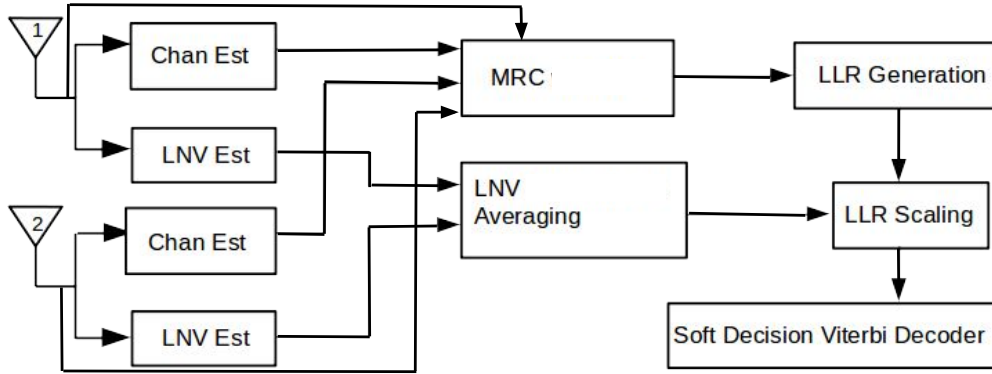 1
Chan Est
MRC
LLR Generation
LNV Est
LNV
Averaging
2
Chan Est
LLR Scaling
LNV Est
Soft Decision Viterbi Decoder